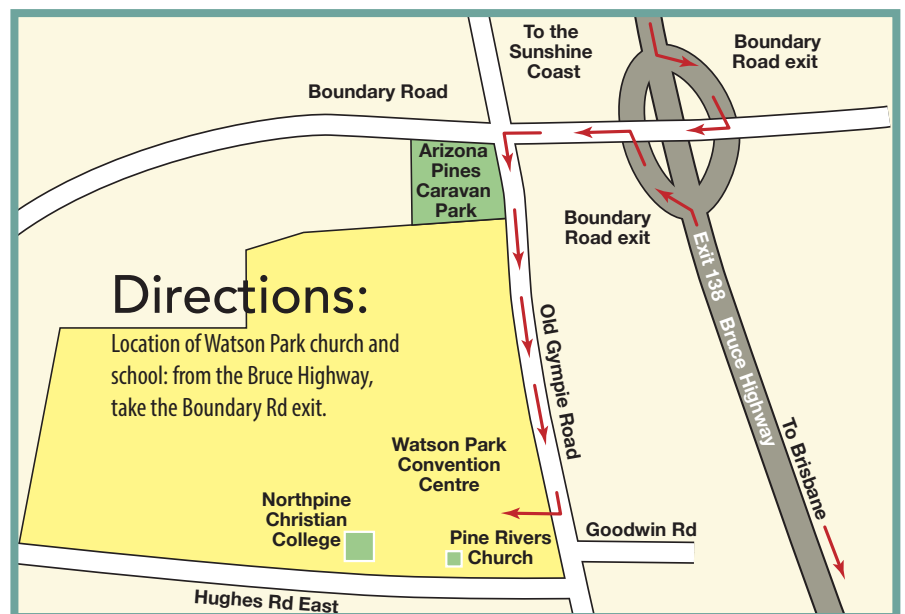 To the
Sunshine
Coast
Boundary
Road exit
Boundary Road
Arizona
Pines
Caravan
Park
Boundary
Road exit
Exit 138 Bruce Highway
Directions:
Location of Watson Park church and
school: from the Bruce Highway,
take the Boundary Rd exit.
Old Gympie Road
To Brisbane
Watson Park
Convention
Centre
Northpine
Christian
College
Pine Rivers
Church
Goodwin Rd
Hughes Rd East